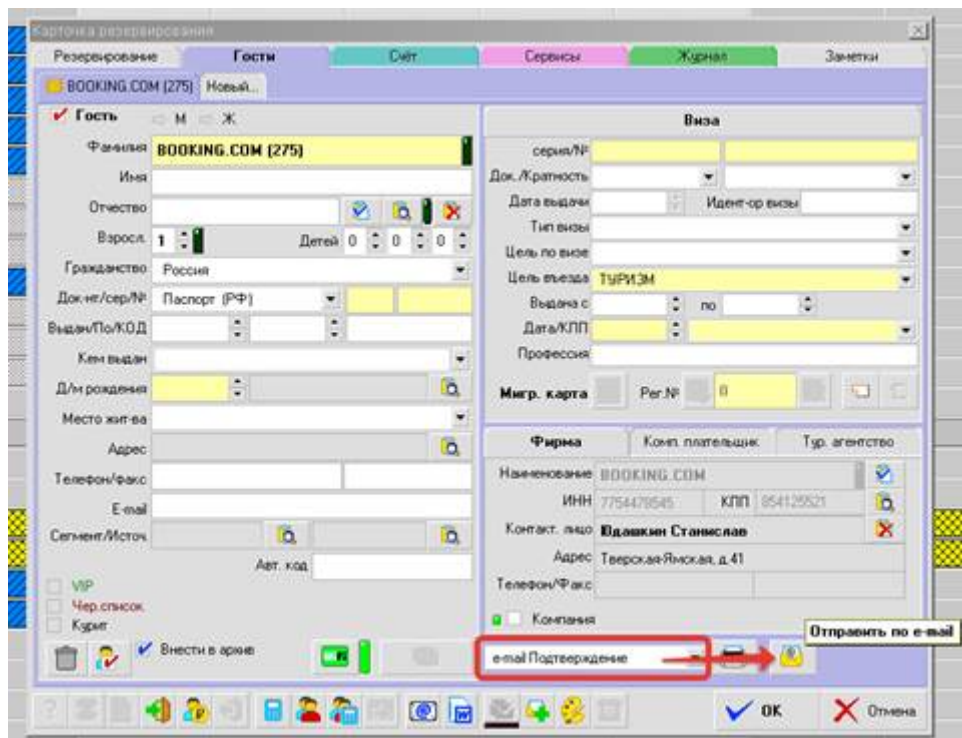 Карточка резервирования
Резервирование Гости Счёт Сервисы Журнал Заметки
BOOKING.COM (275) Новый...
Гость М Ж
Фамилия BOOKING.COM (275)
Имя
Отчество
Взросл. 1 Детей 0 0 0
Гражданство Россия
Док-нт/сер/№ Паспорт (РФ)
Выдан/По/КОД
Кем выдан
Д/м рождения
Место жит-ва
Адрес
Телефон/факс
E-mail
Сегмент/Источ.
Авт. код
VIP
Чер.список
Курит
Внести в архив
Виза
серия/№
Док./Кратность
Дата выдачи Идент-ор визы
Тип визы
Цель по визе
Цель въезда ТУРИЗМ
Выдана с по
Дата/КПП
Профессия
Мигр. карта Рег.№ 0
Фирма Комп. плательщик Тур. агентство
Наименование BOOKING.COM
ИНН 7754478545 КПП 854125521
Контакт. лицо Юдашкин Станислав
Адрес Тверская-Ямская, д.41
Телефон/Факс
Компания
Отправить по e-mail
e-mail Подтверждение
OK Отмена